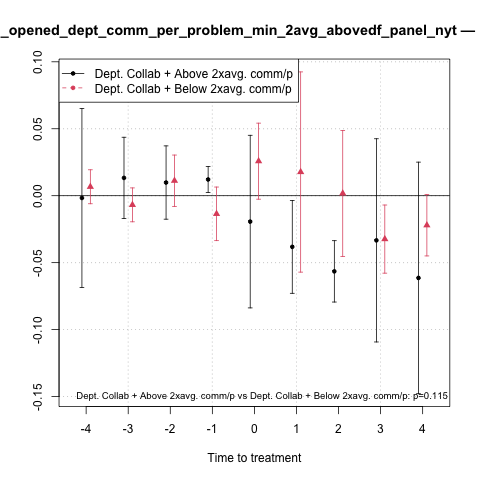 _opened_dept_comm_per_problem_min_2avg_abovedf_panel_nyt —
0.10
Dept. Collab + Above 2xavg. comm/p
Dept. Collab + Below 2xavg. comm/p
0.05
0.00
-0.05
-0.10
-0.15
Dept. Collab + Above 2xavg. comm/p vs Dept. Collab + Below 2xavg. comm/p: p=0.115
-4 -3 -2 -1 0 1 2 3 4
Time to treatment